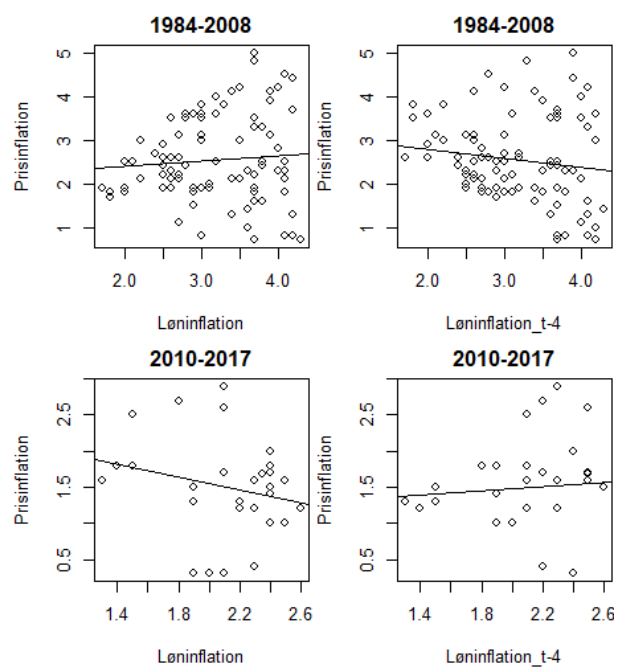 1984-2008
1984-2008
Prisinflation
1 2 3 4 5
2.0 3.0 4.0
Løninflation
Prisinflation
1 2 3 4 5
2.0 3.0 4.0
Løninflation_t-4
2010-2017
2010-2017
Prisinflation
0.5 1.5 2.5
1.4 1.8 2.2 2.6
Løninflation
Prisinflation
0.5 1.5 2.5
1.4 1.8 2.2 2.6
Løninflation_t-4